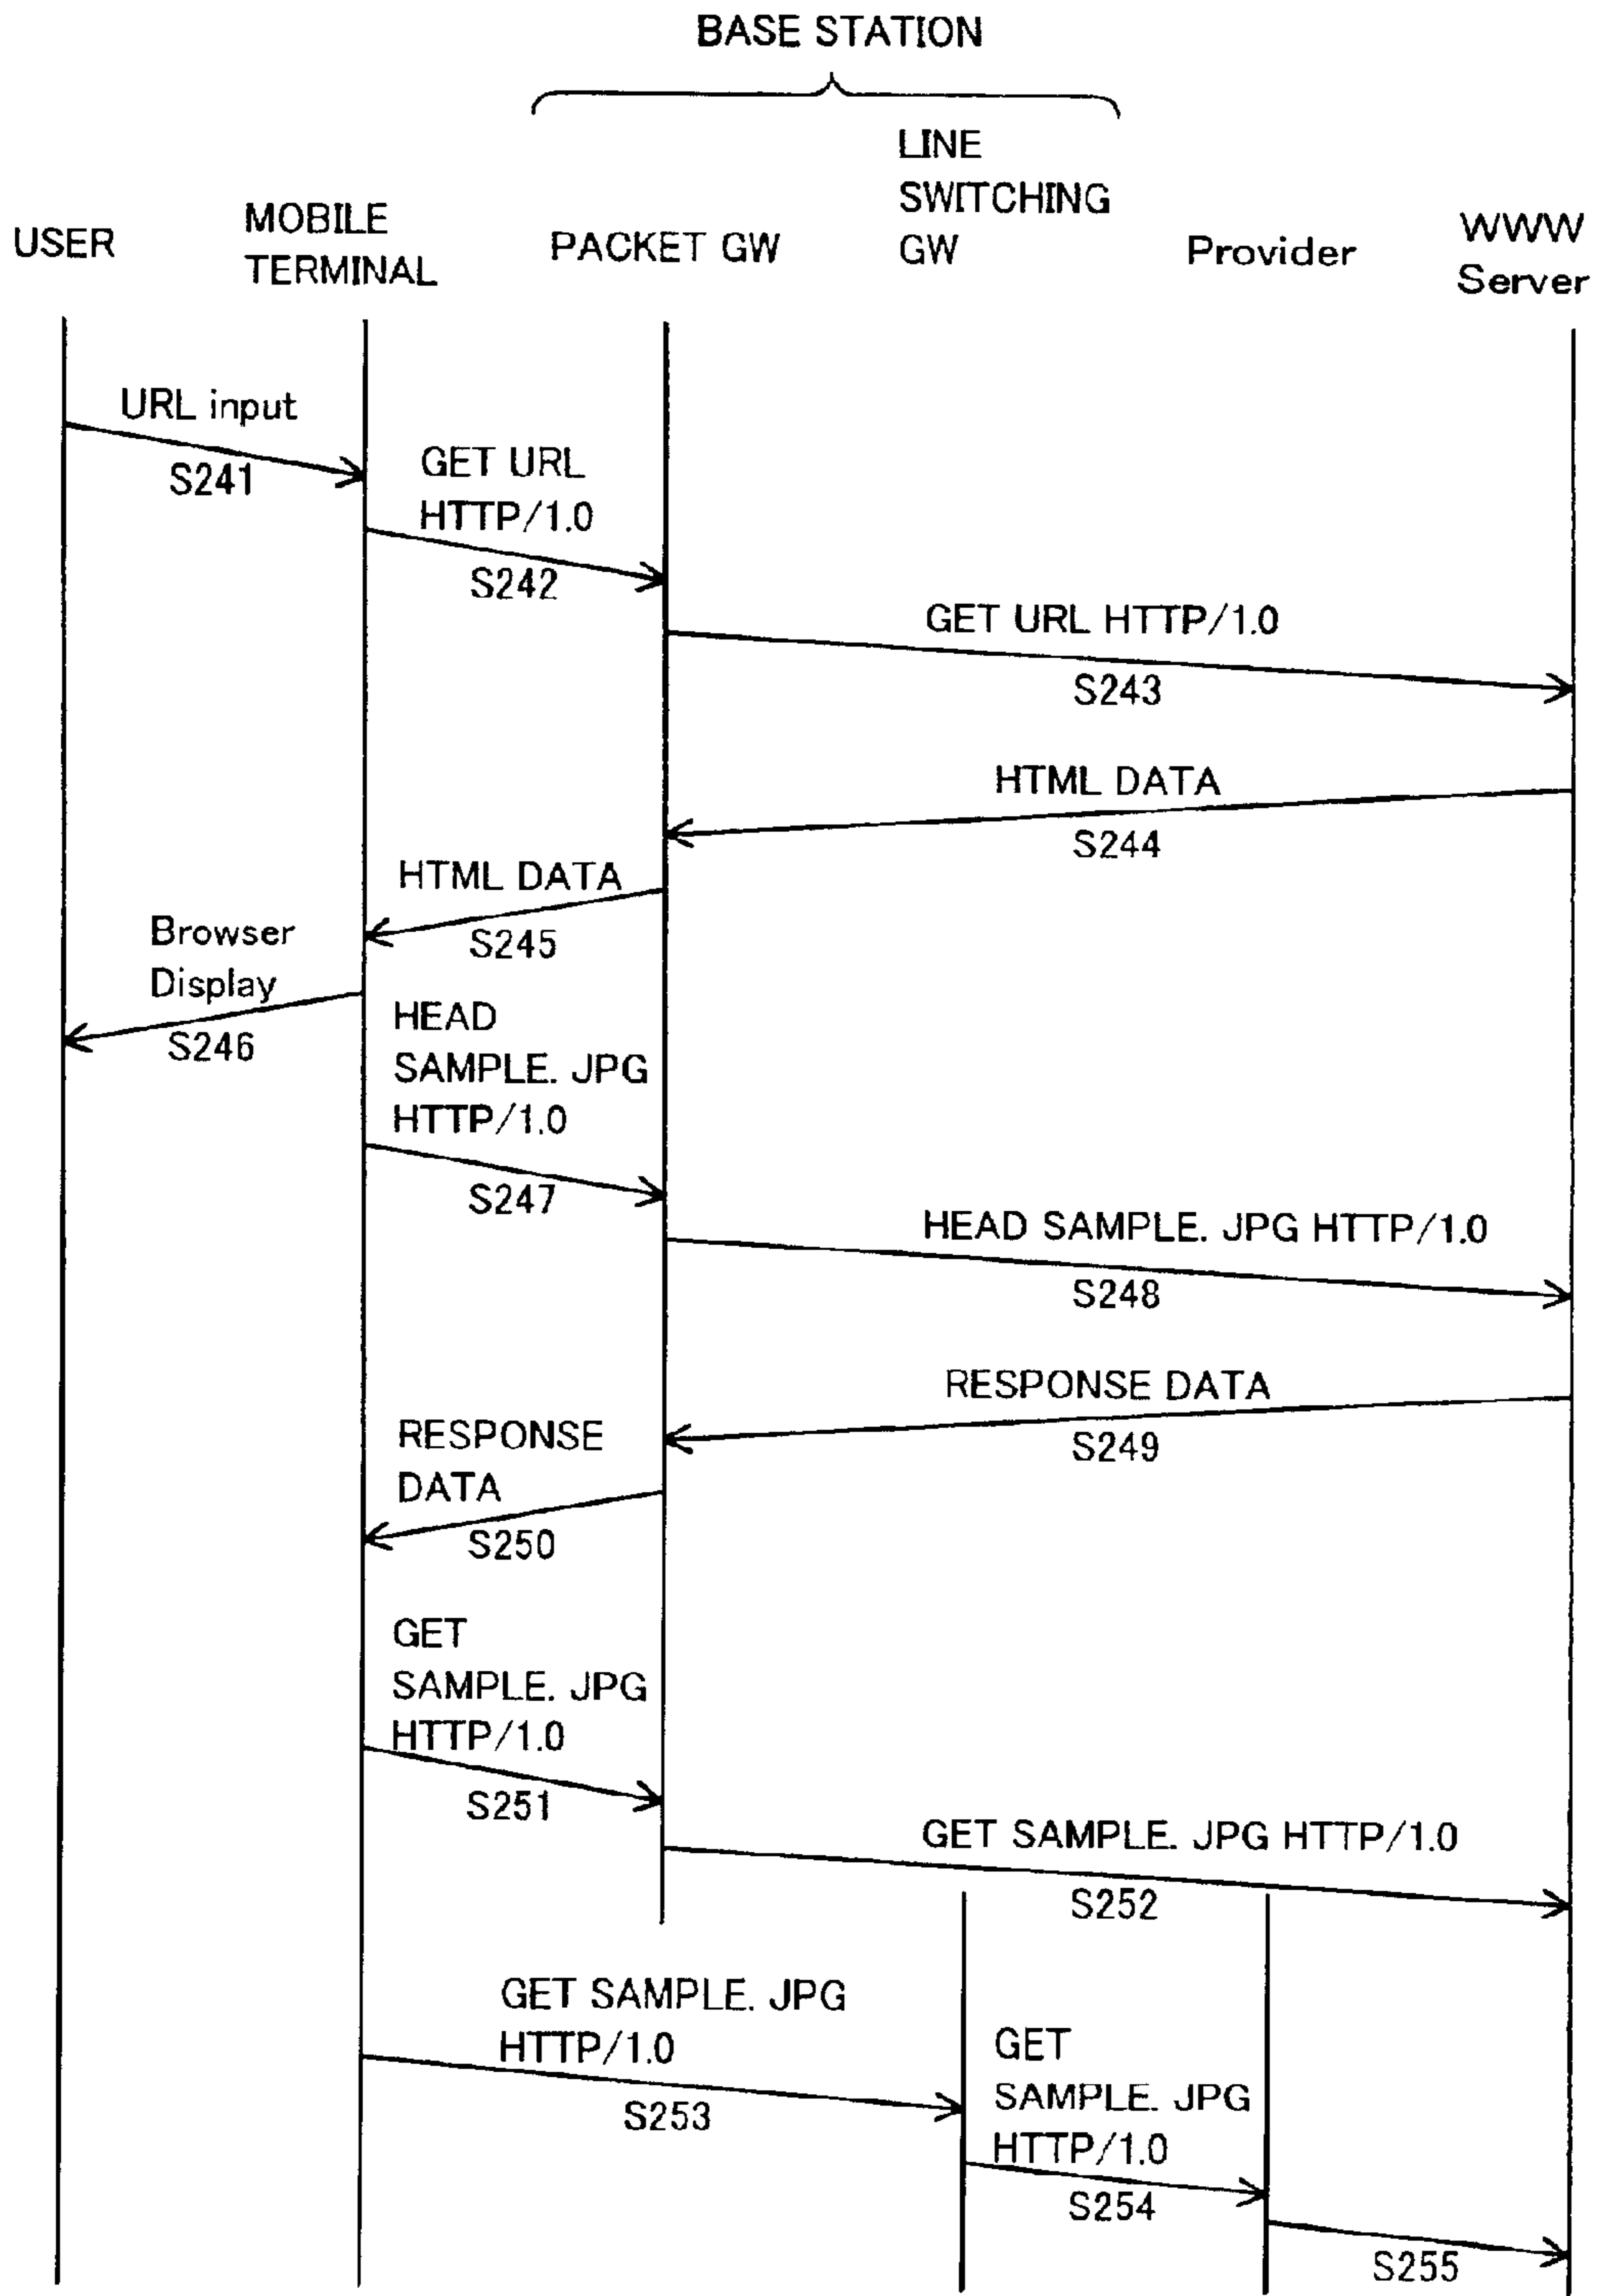 BASE STATION
LINE
SWITCHING
GW
USER
MOBILE
TERMINAL
PACKET GW
Provider
WWW
Server
URL input
S241
GET URL
HTTP/1.0
S242
GET URL HTTP/1.0
S243
HTML DATA
S244
HTML DATA
S245
Browser
Display
S246
HEAD
SAMPLE. JPG
HTTP/1.0
S247
HEAD SAMPLE. JPG HTTP/1.0
S248
RESPONSE DATA
S249
RESPONSE
DATA
S250
GET
SAMPLE. JPG
HTTP/1.0
S251
GET SAMPLE. JPG HTTP/1.0
S252
GET SAMPLE. JPG
HTTP/1.0
S253
GET
SAMPLE. JPG
HTTP/1.0
S254
S255